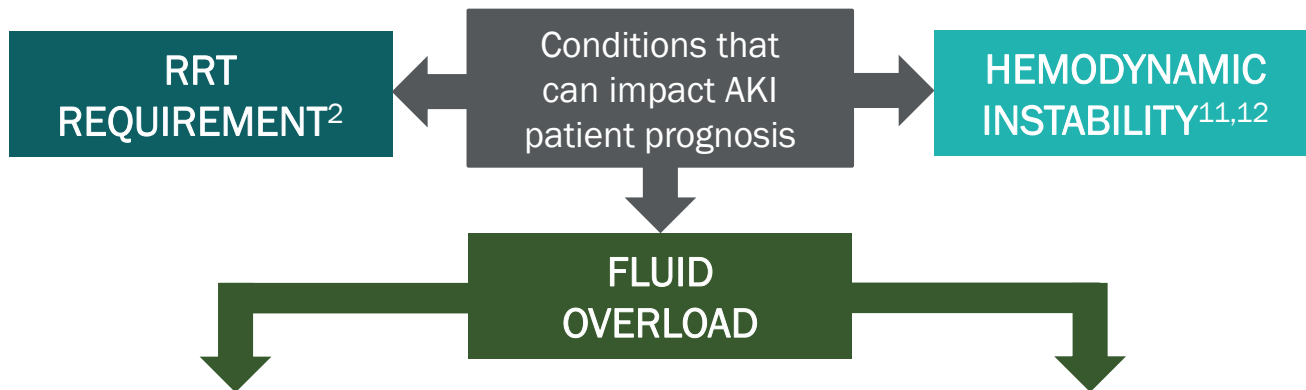 Conditions that
can impact AKI
patient prognosis
RRT
REQUIREMENT2
HEMODYNAMIC
INSTABILITY11,12
FLUID
OVERLOAD